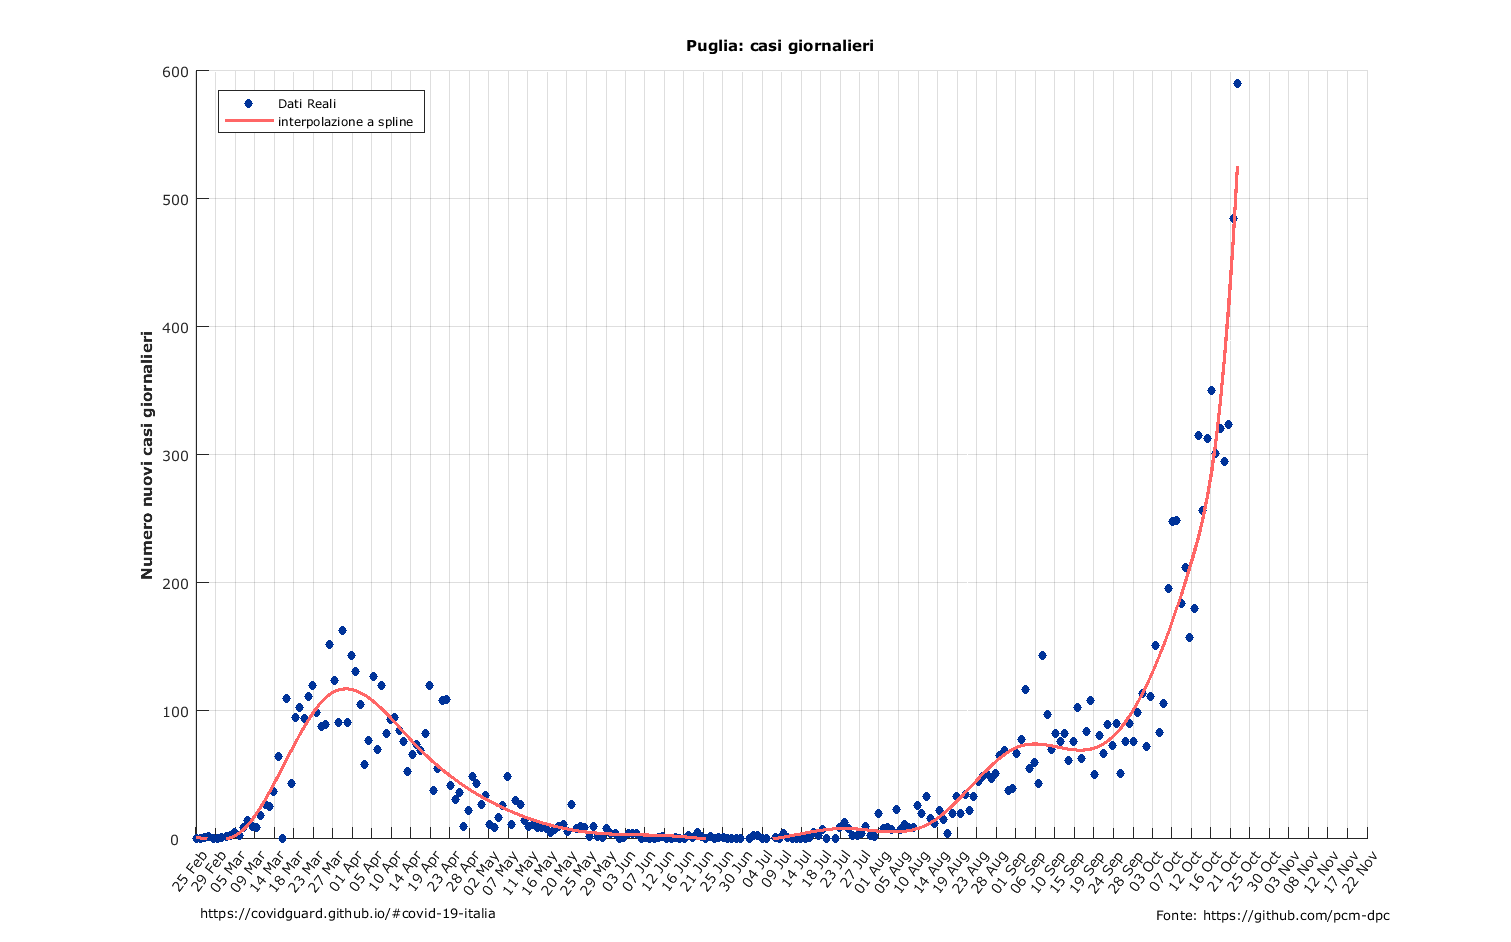 Puglia: casi giornalieri
Dati Reali
interpolazione a spline
Numero nuovi casi giornalieri
600
500
400
300
200
100
0
25 Feb
29 Feb
05 Mar
09 Mar
14 Mar
18 Mar
23 Mar
27 Mar
01 Apr
05 Apr
10 Apr
14 Apr
19 Apr
23 Apr
28 Apr
02 May
07 May
11 May
16 May
20 May
25 May
29 May
03 Jun
07 Jun
12 Jun
16 Jun
21 Jun
25 Jun
30 Jun
04 Jul
09 Jul
14 Jul
18 Jul
23 Jul
27 Jul
01 Aug
05 Aug
10 Aug
14 Aug
19 Aug
23 Aug
28 Aug
01 Sep
06 Sep
10 Sep
15 Sep
19 Sep
24 Sep
28 Sep
03 Oct
07 Oct
12 Oct
16 Oct
21 Oct
25 Oct
30 Oct
03 Nov
08 Nov
12 Nov
17 Nov
22 Nov
https://covidguard.github.io/#covid-19-italia
Fonte: https://github.com/pcm-dpc